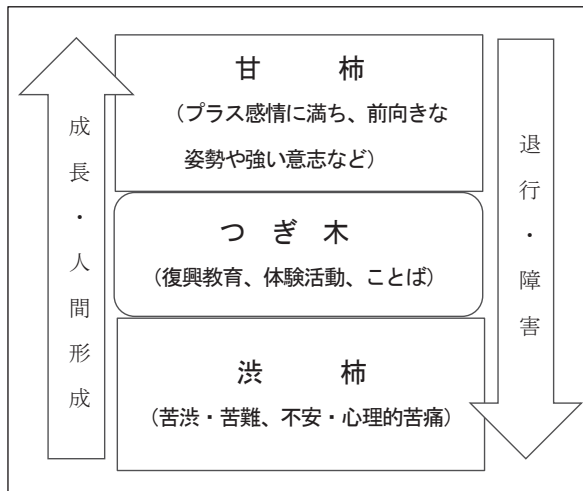 甘柿
（プラス感情に満ち、前向きな
姿勢や強い意志など）
つぎ木
（復興教育、体験活動、ことば）
渋柿
（苦渋・苦難、不安・心理的苦痛）
成長・人間形成
退行・障害